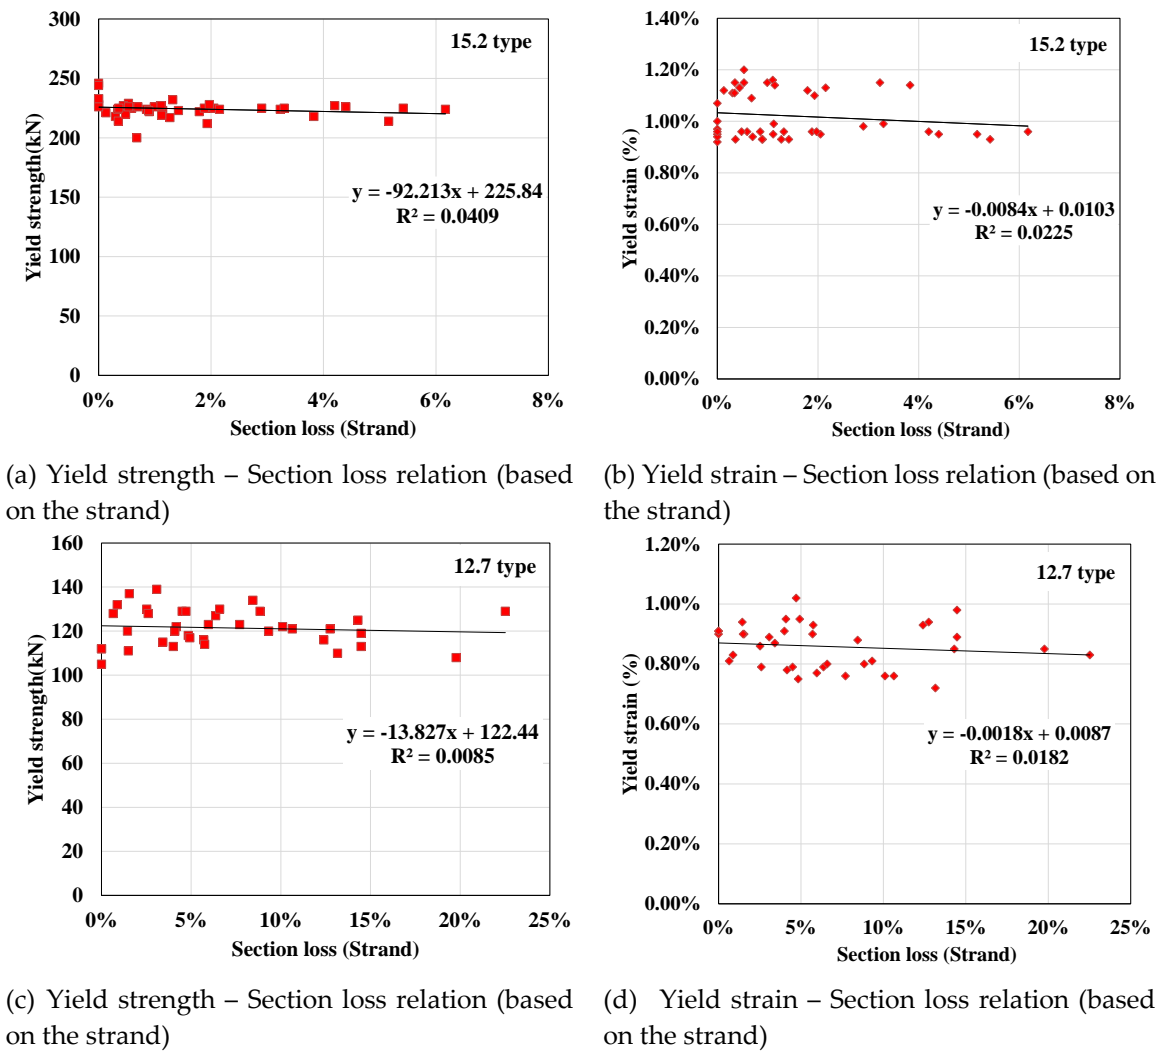 300
250
200
150
100
50
0
0% 2% 4% 6% 8%
Yield strength(kN)
Section loss (Strand)
15.2 type
y = -92.213x + 225.84
R² = 0.0409
1.40%
1.20%
1.00%
0.80%
0.60%
0.40%
0.20%
0.00%
0% 2% 4% 6% 8%
Yield strain (%)
Section loss (Strand)
15.2 type
y = -0.0084x + 0.0103
R² = 0.0225
(a) Yield strength – Section loss relation (based
on the strand)
(b) Yield strain – Section loss relation (based on
the strand)
160
140
120
100
80
60
40
20
0
0% 5% 10% 15% 20% 25%
Yield strength(kN)
Section loss (Strand)
12.7 type
y = -13.827x + 122.44
R² = 0.0085
1.20%
1.00%
0.80%
0.60%
0.40%
0.20%
0.00%
0% 5% 10% 15% 20% 25%
Yield strain (%)
Section loss (Strand)
12.7 type
y = -0.0018x + 0.0087
R² = 0.0182
(c) Yield strength – Section loss relation (based
on the strand)
(d) Yield strain – Section loss relation (based
on the strand)